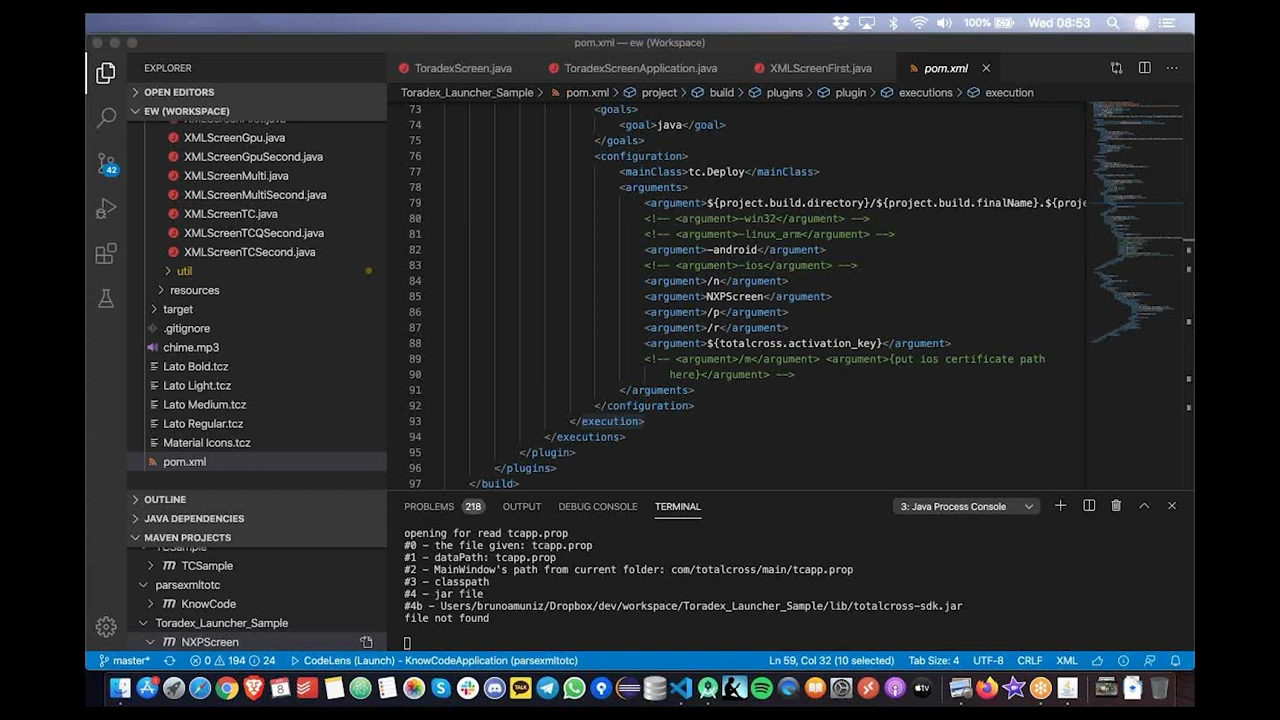 100%
Wed 08:53
pom.xml — ew (Workspace)
EXPLORER
ToradexScreen.java
ToradexScreenApplication.java
XMLScreenFirst.java
pom.xml
OPEN EDITORS
Toradex_Launcher_Sample > pom.xml > project > build > plugins > plugin > executions > execution
EW (WORKSPACE)
XMLScreenGpu.java
XMLScreenGpuSecond.java
XMLScreenMulti.java
XMLScreenMultiSecond.java
XMLScreenTC.java
XMLScreenTCQSecond.java
XMLScreenTCSecond.java
util
resources
target
.gitignore
chime.mp3
Lato Bold.tcz
Lato Light.tcz
Lato Medium.tcz
Lato Regular.tcz
Material Icons.tcz
pom.xml
OUTLINE
JAVA DEPENDENCIES
MAVEN PROJECTS
TCSample
TCSample
parsexmltotc
KnowCode
Toradex_Launcher_Sample
NXPScreen
42
73 <goals>
74 <goal>java</goal>
75 </goals>
76 <configuration>
77 <mainClass>tc.Deploy</mainClass>
78 <arguments>
79 <argument>${project.build.directory}/${project.build.finalName}.${proje
80 <!-- <argument>-win32</argument> -->
81 <!-- <argument>-linux_arm</argument> -->
82 <argument>-android</argument>
83 <!-- <argument>-ios</argument> -->
84 <argument>/n</argument>
85 <argument>NXPScreen</argument>
86 <argument>/p</argument>
87 <argument>/r</argument>
88 <argument>${totalcross.activation_key}</argument>
89 <!-- <argument>/m</argument> <argument>{put ios certificate path
90 here}</argument> -->
91 </arguments>
92 </configuration>
93 </execution>
94 </executions>
95 </plugin>
96 </plugins>
97 </build>
PROBLEMS 218 OUTPUT DEBUG CONSOLE TERMINAL
3: Java Process Console
opening for read tcapp.prop
#0 – the file given: tcapp.prop
#1 – dataPath: tcapp.prop
#2 – MainWindow's path from current folder: com/totalcross/main/tcapp.prop
#3 – classpath
#4 – jar file
#4b – Users/brunoamuniz/Dropbox/dev/workspace/Toradex_Launcher_Sample/lib/totalcross-sdk.jar
file not found
master* 0 194 24 CodeLens (Launch) - KnowCodeApplication (parsexmltotc)
Ln 59, Col 32 (10 selected) Tab Size: 4 UTF-8 CRLF XML